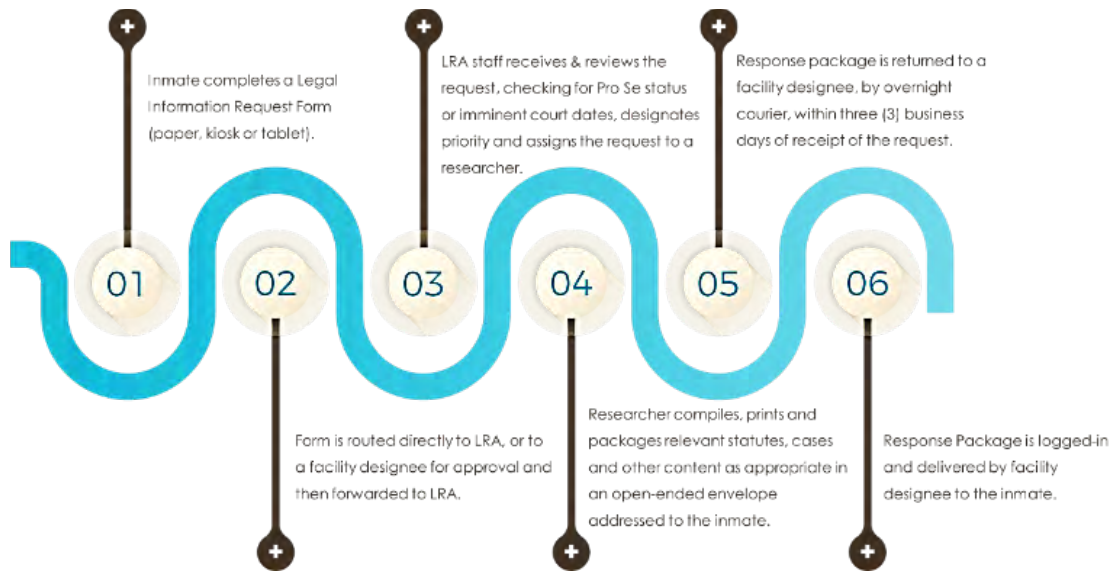 Inmate completes a Legal
Information Request Form
(paper, kiosk or tablet).
LRA staff receives & reviews the
request, checking for Pro Se status
or imminent court dates, designates
priority and assigns the request to a
researcher.
Response package is returned to a
facility designee, by overnight
courier, within three (3) business
days of receipt of the request.
01
02
03
04
05
06
Form is routed directly to LRA, or to
a facility designee for approval and
then forwarded to LRA.
Researcher compiles, prints and
packages relevant statutes, cases
and other content as appropriate in
an open-ended envelope
addressed to the inmate.
Response Package is logged-in
and delivered by facility
designee to the inmate.